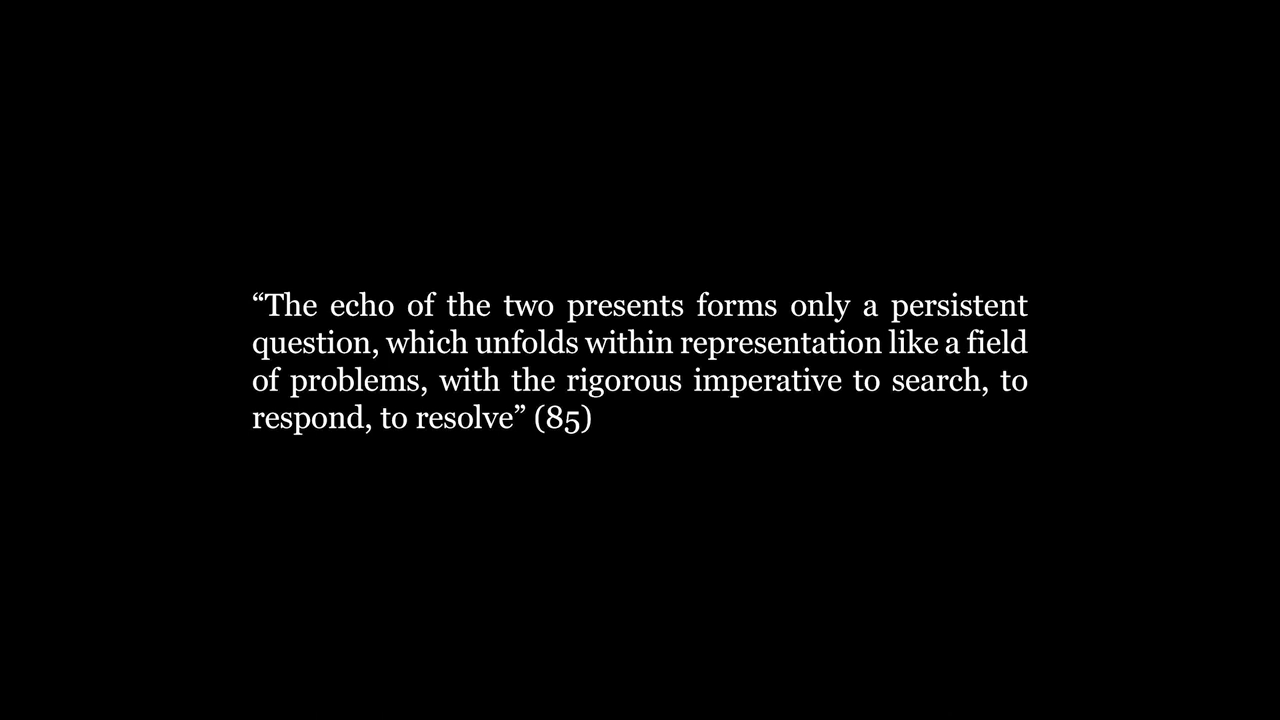 “The echo of the two presents forms only a persistent
question, which unfolds within representation like a field
of problems, with the rigorous imperative to search, to
respond, to resolve” (85)